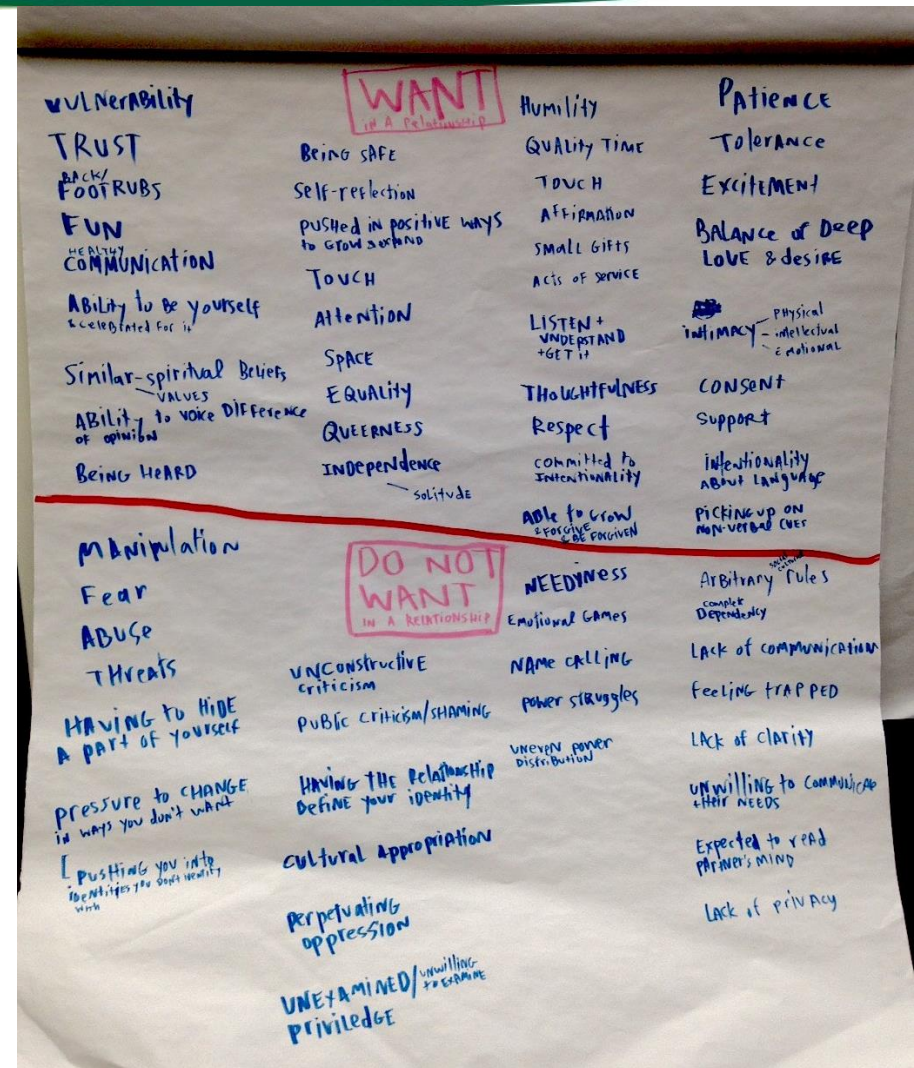 WANT
IN A Relationship
VULNERABILITY
TRUST
BACK/
FOOTRUBS
FUN
HEALTHY
COMMUNICATION
ABILITY to BE yourself
& celebrated for it
Similar-spiritual Beliefs
VALUES
ABILity to voice DIFFerence
of opinion
BEING HEARD
BEING SAFE
Self-reflection
PUSHED in positive WAYS
to GROW & expand
TOUCH
Attention
SPACE
EQUALITY
QUEERNESS
INDEPENDENCE
SOLITUDE
Humility
QUALITY TIME
TOUCH
AFFIRMATION
SMALL GIFTS
Acts of service
LISTEN +
UNDERSTAND
+GET it
THOUGHTFULNESS
Respect
committed to
INTENTIONALITY
ABLE to GROW
& FORGIVE
& BE FORGIVEN
PATIENCE
TOLERANCE
EXCITEMENT
BALANCE of DEEP
LOVE & desire
intimacy
PHYSICAL
intellectual
Emotional
CONSENT
SUPPORT
INTENTIONALITY
ABOUT LANGUAGE
PICKING UP ON
NON-VERBAL CUES
DO NOT
WANT
IN A RELATIONSHIP
MANipulation
Fear
ABUSE
THreats
HAVING to HIDE
A part of yourself
pressure to CHANGE
in WAYS you don't WANT
[ PUSHING you into
identities you don't identify
with
UNCONSTRUCTIVE
criticism
PUBLIC criticism/SHAMING
HAVING THE Relationship
DEFINE your identity
cultural appropriation
perpetuating
oppression
UNEXAMINED/unwilling
to EXAMINE
priviledge
NEEDYNESS
Emotional GAMES
NAME CALLING
power struggles
UNEVEN power
Distribution
ARBITRARY rules
complete
Dependency
LACK of communication
feeling trapped
LACK of clarity
unwilling to communicate
their NEEDS
Expected to read
partner's MIND
LACK of privacy